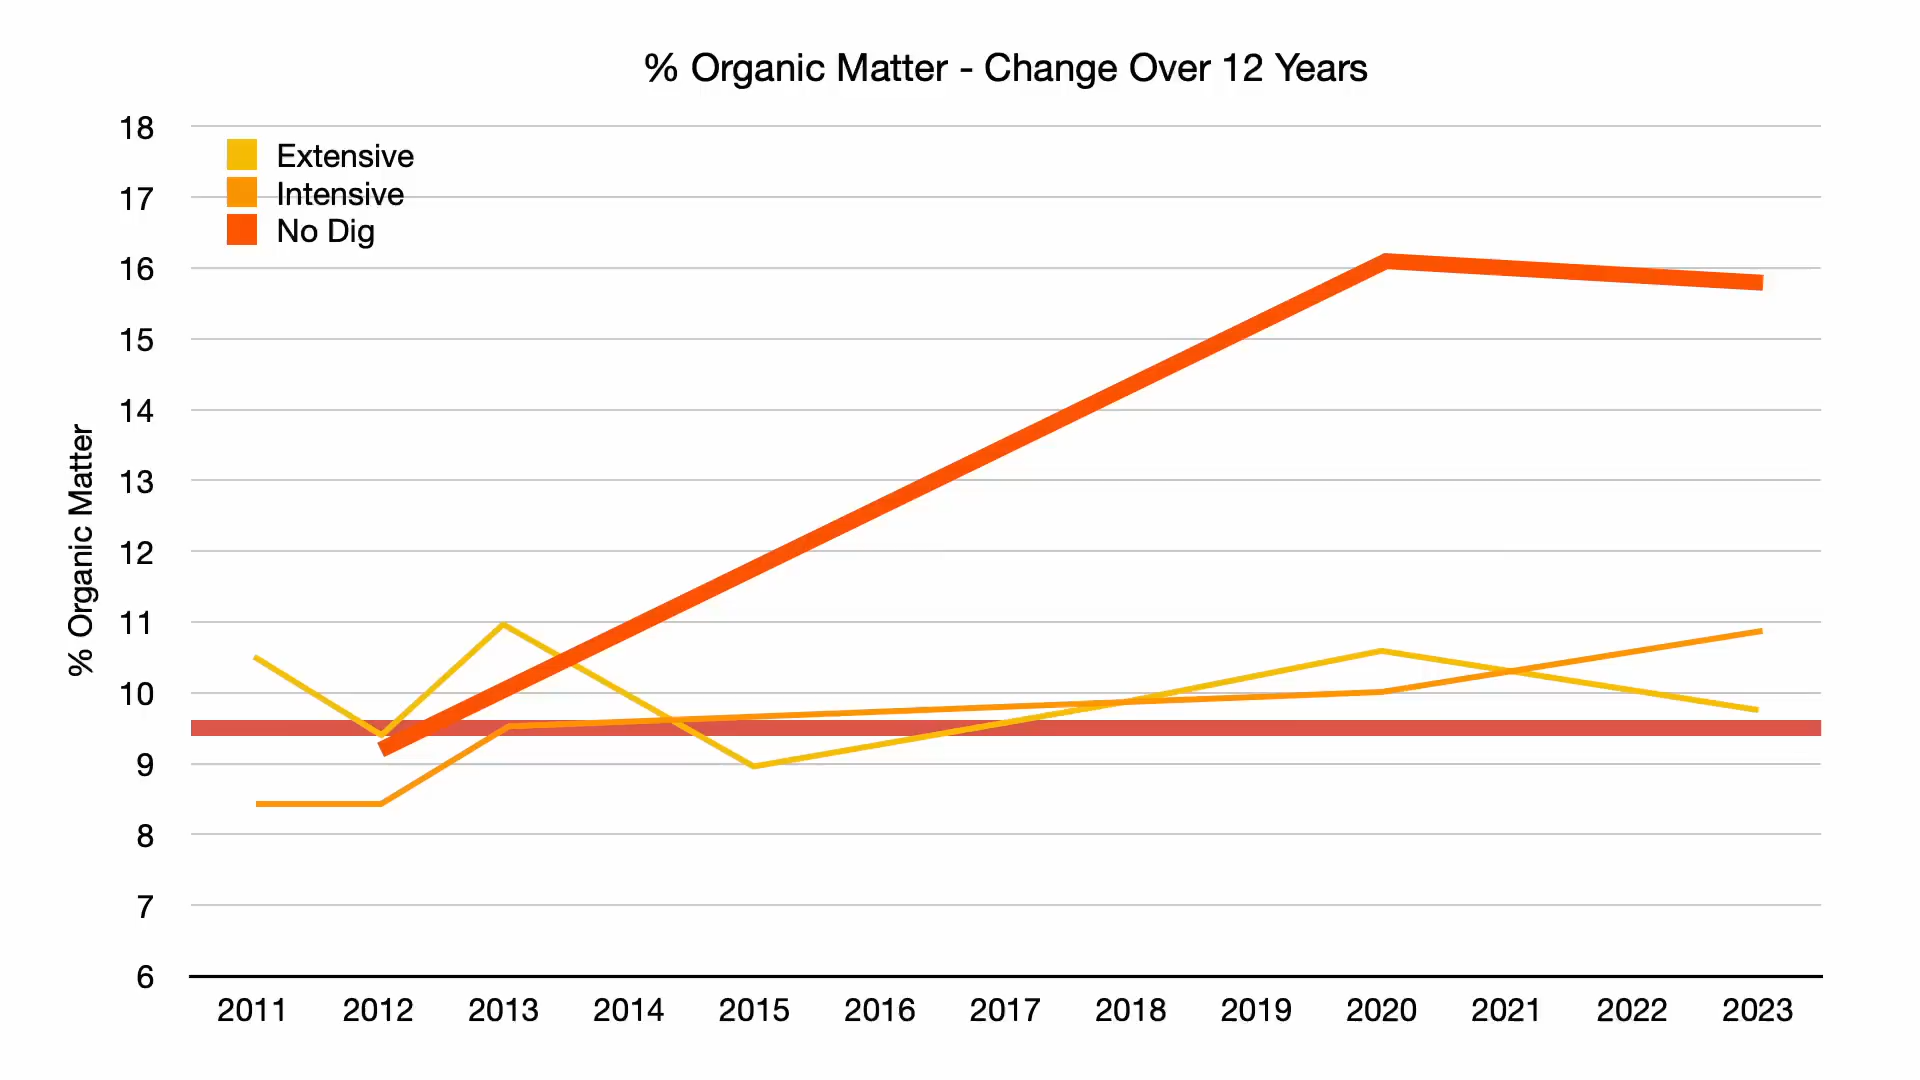 % Organic Matter - Change Over 12 Years
Extensive
Intensive
No Dig
18
17
16
15
14
13
12
11
10
9
8
7
6
% Organic Matter
2011 2012 2013 2014 2015 2016 2017 2018 2019 2020 2021 2022 2023